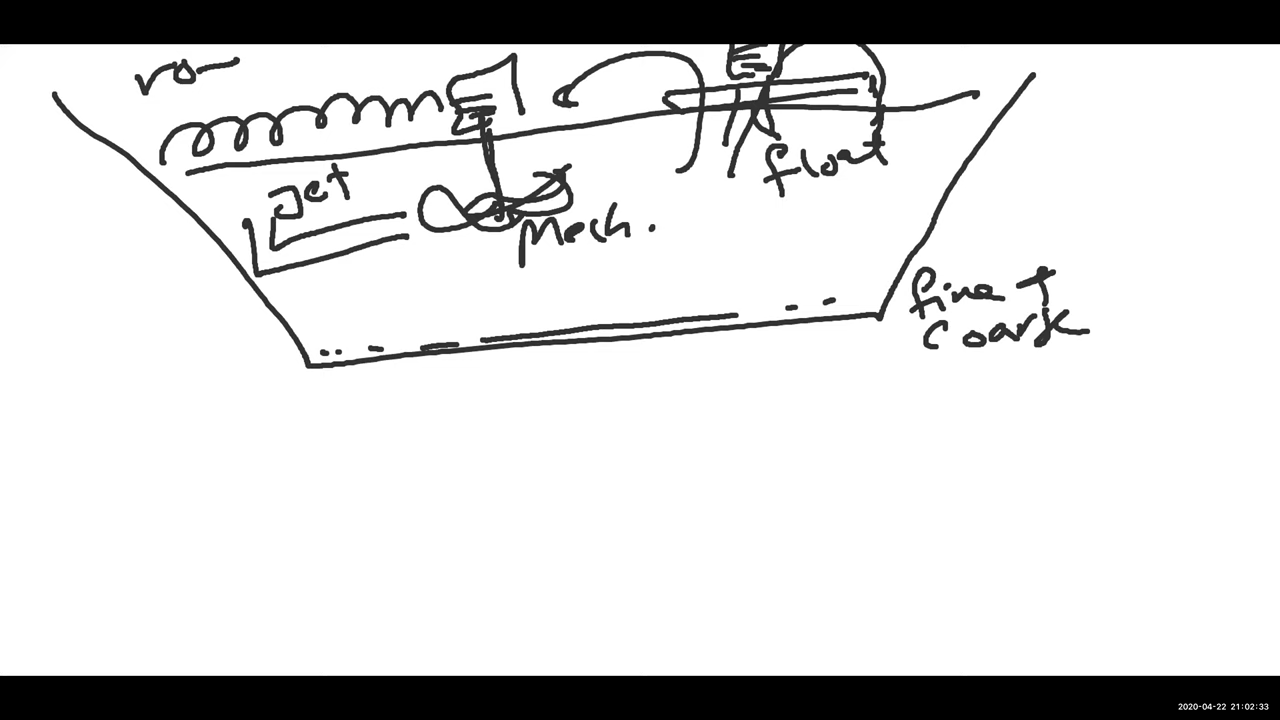 Jet
float
Mech.
fine +
Coarse
2020-04-22 21:02:33